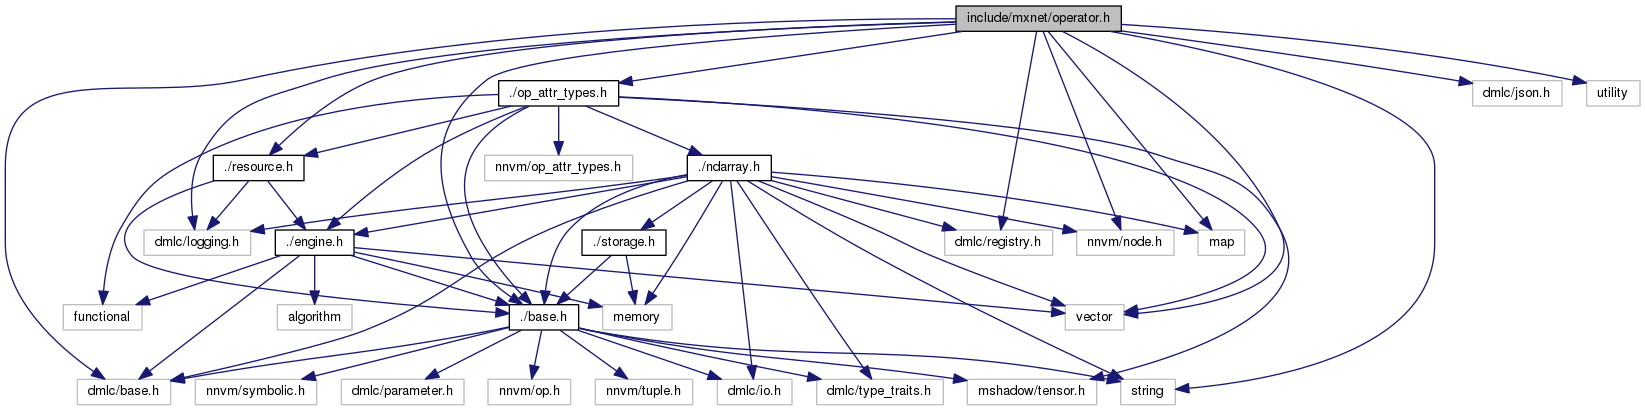 include/mxnet/operator.h
./op_attr_types.h
dmlc/json.h
utility
./resource.h
nnvm/op_attr_types.h
./ndarray.h
dmlc/logging.h
./engine.h
./storage.h
dmlc/registry.h
nnvm/node.h
map
functional
algorithm
./base.h
memory
vector
dmlc/base.h
nnvm/symbolic.h
dmlc/parameter.h
nnvm/op.h
nnvm/tuple.h
dmlc/io.h
dmlc/type_traits.h
mshadow/tensor.h
string